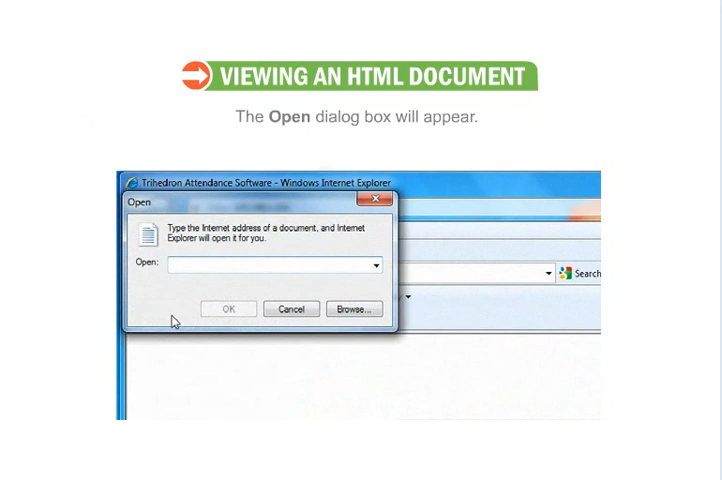 VIEWING AN HTML DOCUMENT
The Open dialog box will appear.
Trihedron Attendance Software - Windows Internet Explorer
Open
Type the Internet address of a document, and Internet
Explorer will open it for you.
Open:
Search
OK Cancel Browse...